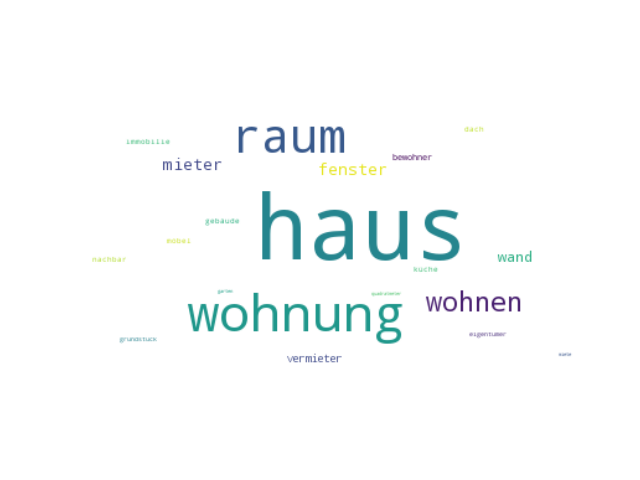 raum
dach
immobilie
bewohner
mieter
fenster
haus
gebaude
mobel
wand
nachbar
kuche
garten
quadratmeter
wohnung
wohnen
eigentumer
grundstuck
vermieter